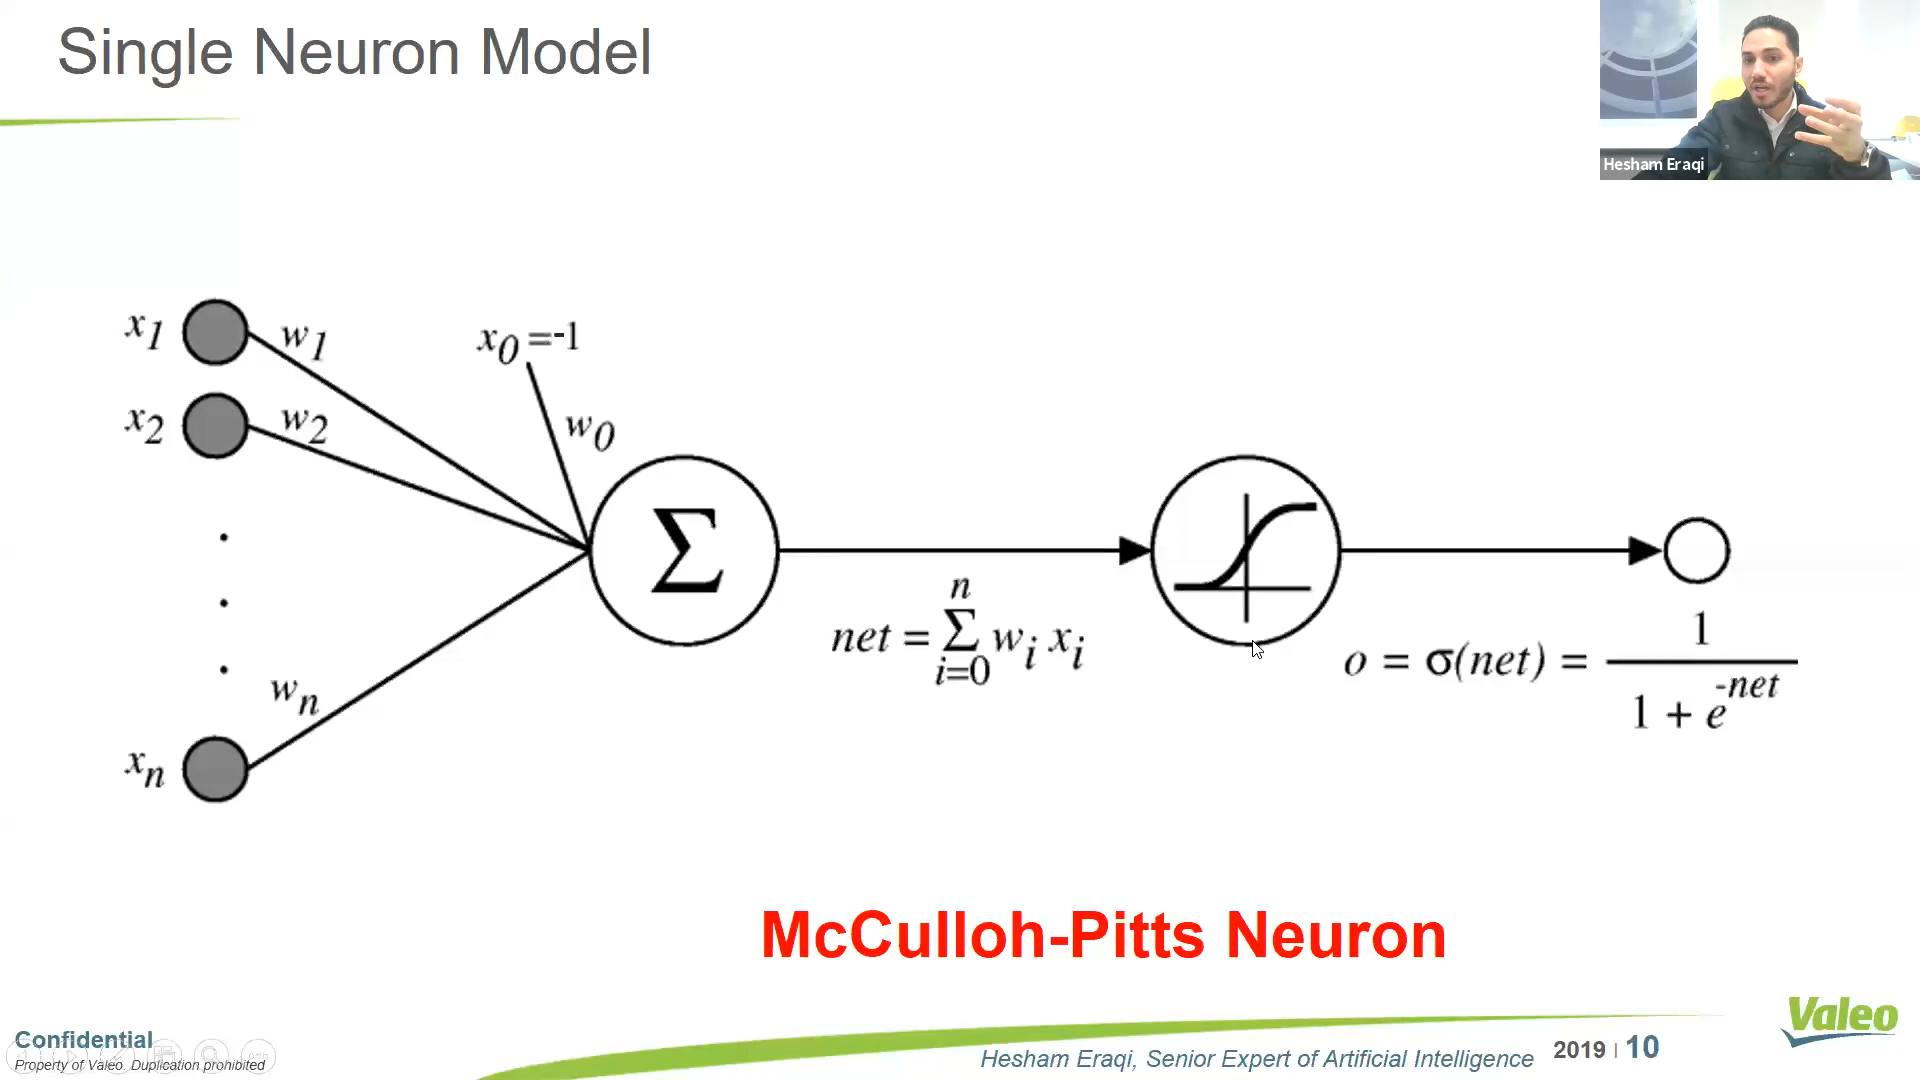 Single Neuron Model
Hesham Eraqi
x1
w1
x0 =-1
x2
w2
w0
Σ
.
.
.
wn
xn
net = Σ wi xi
n
i=0
o = σ(net) = 1 / 1 + e^-net
McCulloh-Pitts Neuron
Valeo
Confidential
Property of Valeo. Duplication prohibited
Hesham Eraqi, Senior Expert of Artificial Intelligence
2019 | 10